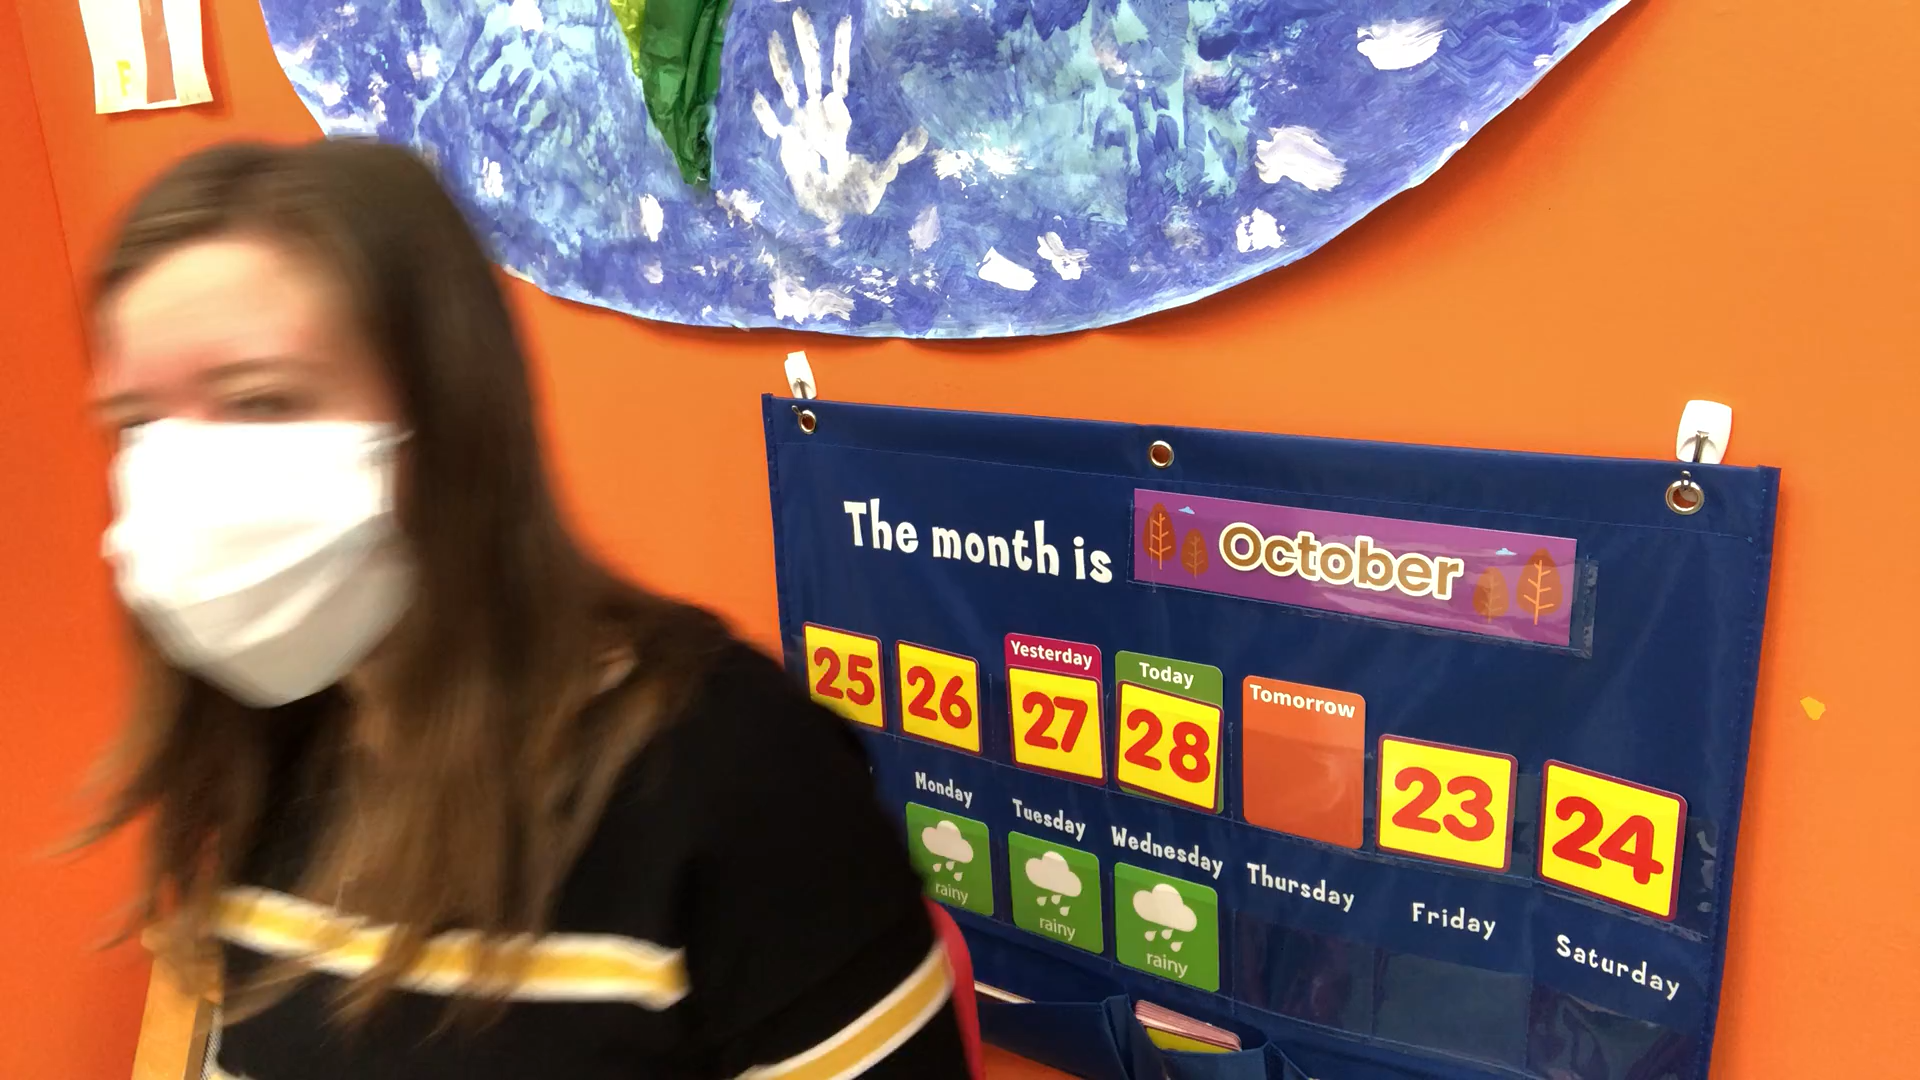 The month is October
Yesterday Today Tomorrow
25 26 27 28 23 24
Monday Tuesday Wednesday Thursday Friday Saturday
rainy rainy rainy